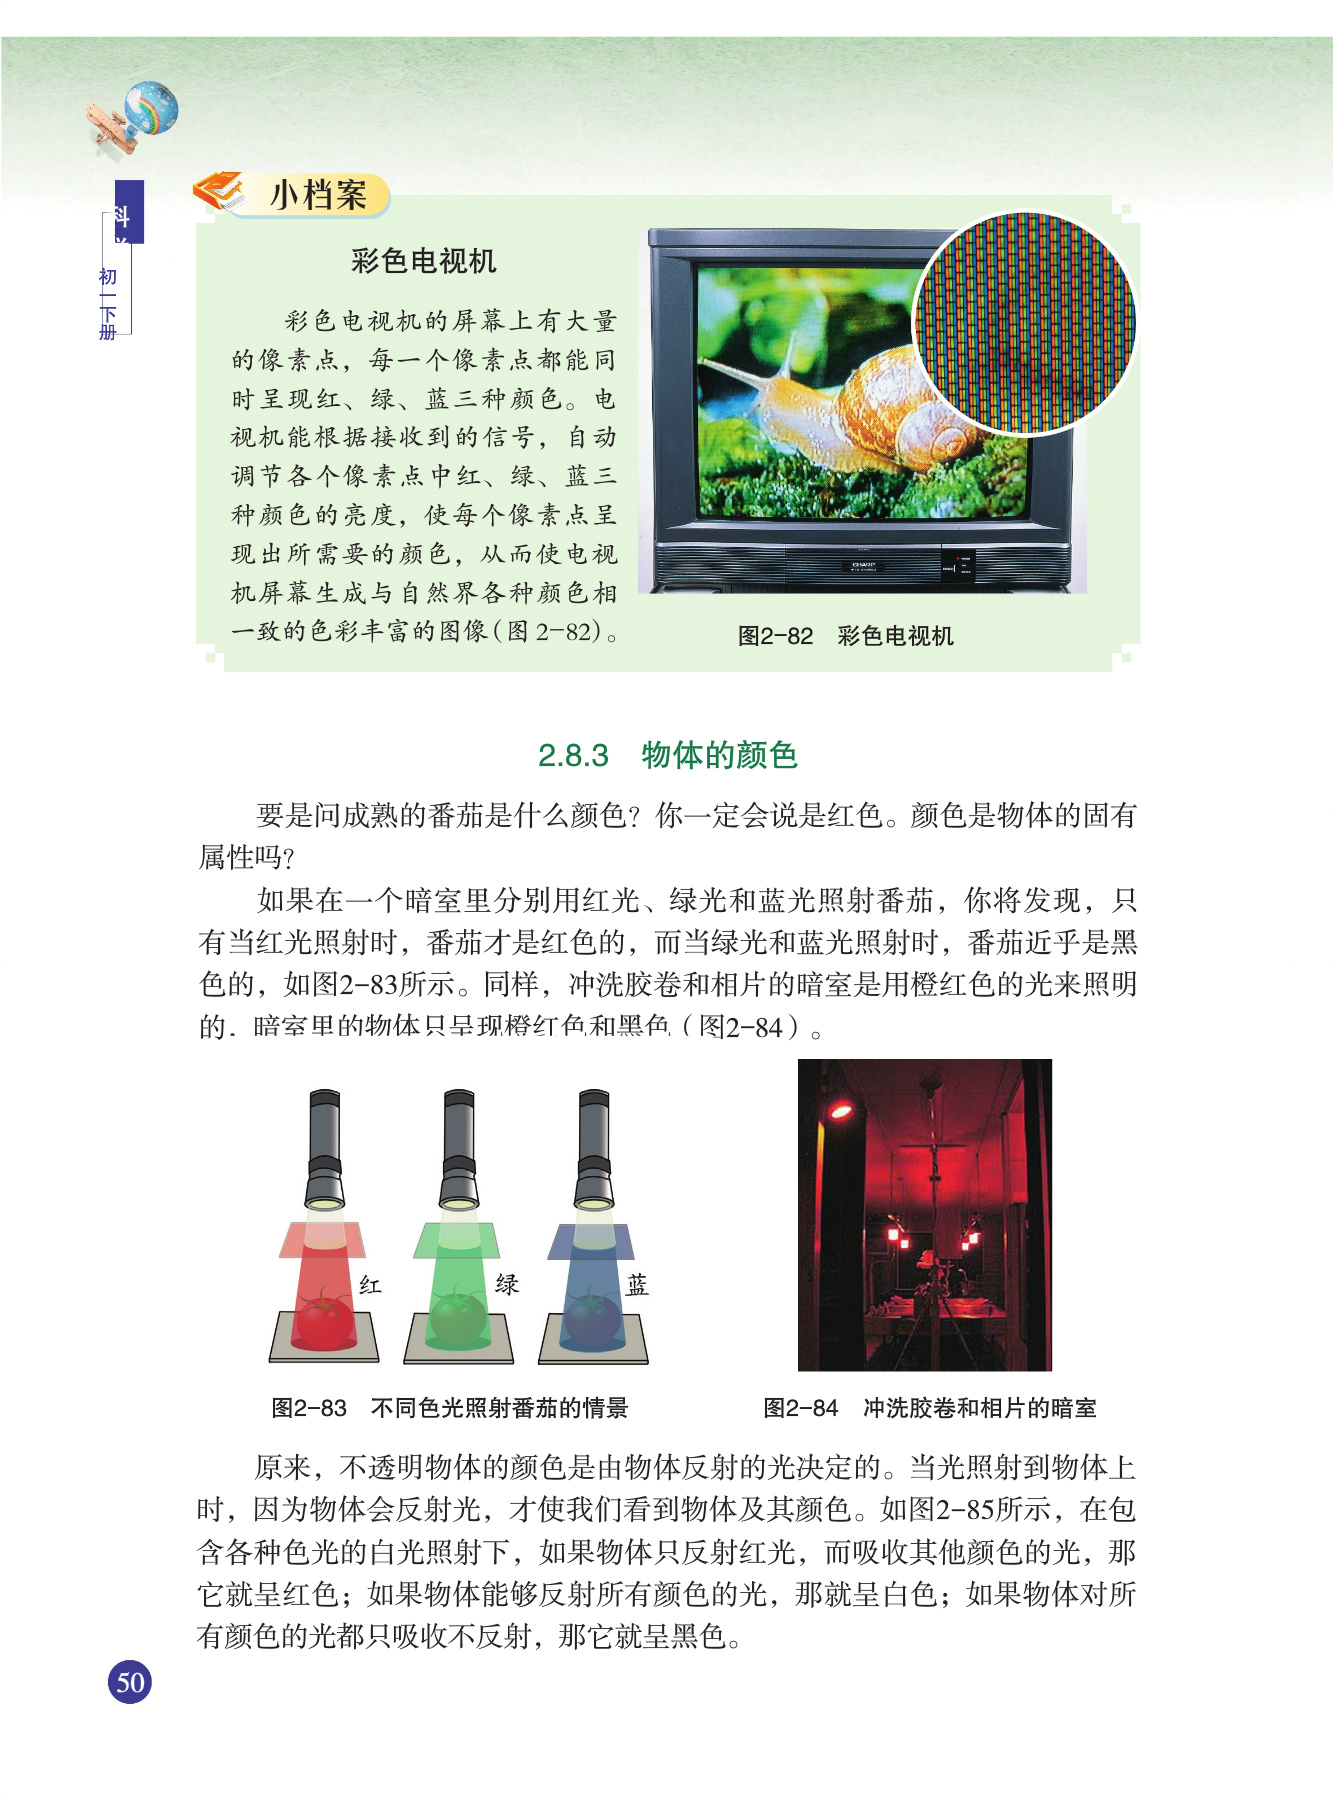 科
初一下册
小档案
彩色电视机
彩色电视机的屏幕上有大量
的像素点，每一个像素点都能同
时呈现红、绿、蓝三种颜色。电
视机能根据接收到的信号，自动
调节各个像素点中红、绿、蓝三
种颜色的亮度，使每个像素点呈
现出所需要的颜色，从而使电视
机屏幕生成与自然界各种颜色相
一致的色彩丰富的图像（图 2-82）。
SHARP
图2-82 彩色电视机
2.8.3 物体的颜色
要是问成熟的番茄是什么颜色？你一定会说是红色。颜色是物体的固有
属性吗？
如果在一个暗室里分别用红光、绿光和蓝光照射番茄，你将发现，只
有当红光照射时，番茄才是红色的，而当绿光和蓝光照射时，番茄近乎是黑
色的，如图2-83所示。同样，冲洗胶卷和相片的暗室是用橙红色的光来照明
的，暗室里的物体只呈现橙红色和黑色（图2-84）。
红
绿
蓝
图2-83 不同色光照射番茄的情景
图2-84 冲洗胶卷和相片的暗室
原来，不透明物体的颜色是由物体反射的光决定的。当光照射到物体上
时，因为物体会反射光，才使我们看到物体及其颜色。如图2-85所示，在包
含各种色光的白光照射下，如果物体只反射红光，而吸收其他颜色的光，那
它就呈红色；如果物体能够反射所有颜色的光，那就呈白色；如果物体对所
有颜色的光都只吸收不反射，那它就呈黑色。
50